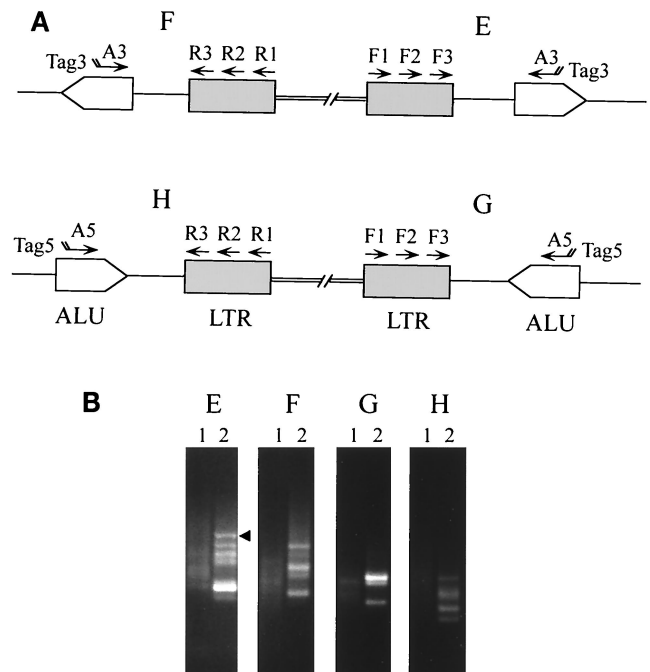 A
F
E
Tag3 A3
R3 R2 R1
F1 F2 F3
A3 Tag3
H
G
Tag5 A5
R3 R2 R1
F1 F2 F3
A5 Tag5
ALU
LTR
LTR
ALU
B
E
F
G
H
1 2
1 2
1 2
1 2